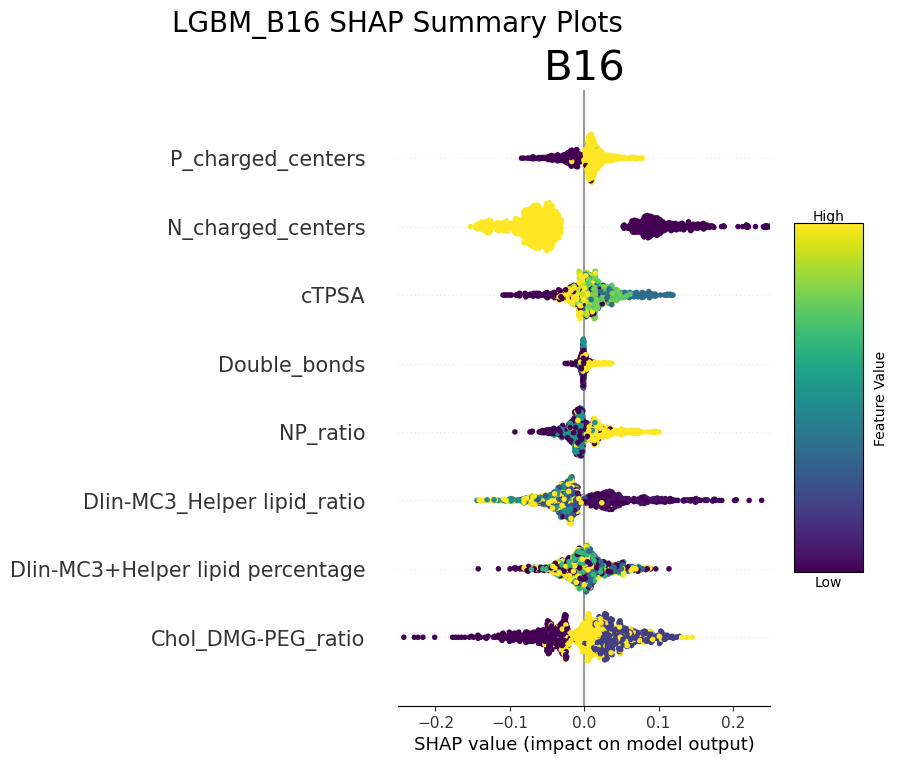 LGBM_B16 SHAP Summary Plots
B16
P_charged_centers
N_charged_centers
cTPSA
Double_bonds
NP_ratio
Dlin-MC3_Helper lipid_ratio
Dlin-MC3+Helper lipid percentage
Chol_DMG-PEG_ratio
−0.2 −0.1 0.0 0.1 0.2
SHAP value (impact on model output)
High
Feature Value
Low